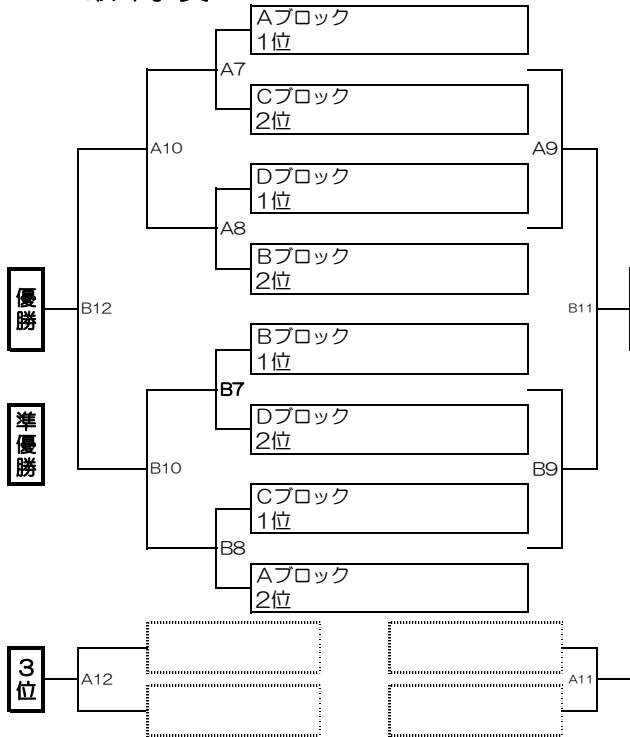 Aブロック
1位
A7
Cブロック
2位
A10
A9
Dブロック
1位
A8
Bブロック
2位
優勝
B12
B11
Bブロック
1位
B7
準優勝
Dブロック
2位
B10
B9
Cブロック
1位
B8
Aブロック
2位
3位
A12
A11